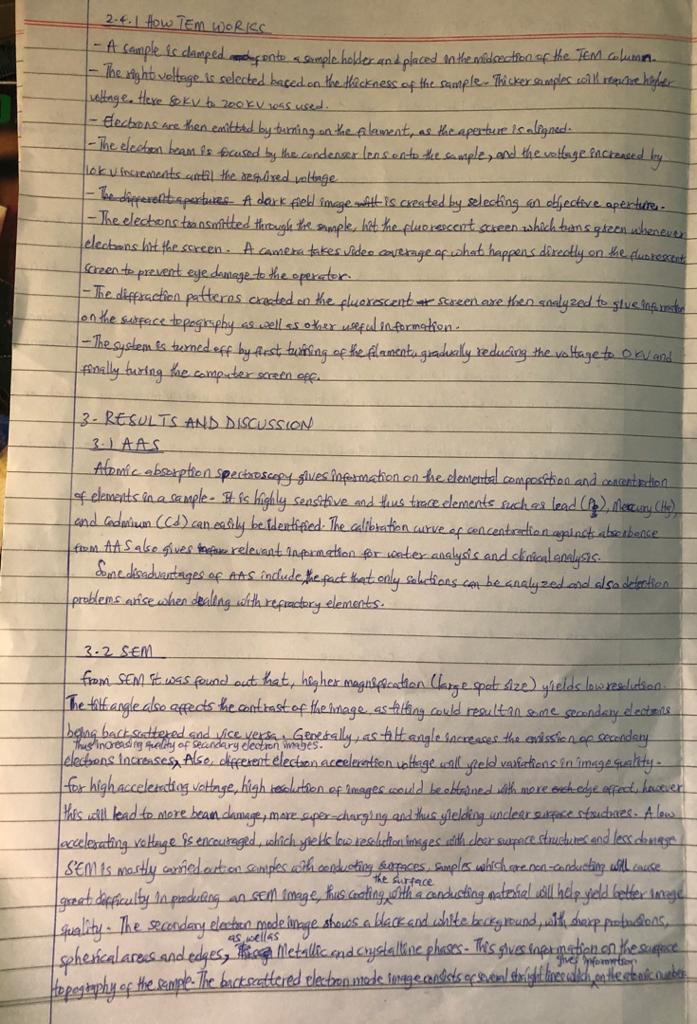 2.4.1 HOW TEM WORKS
- A sample is clamped onto a sample holder and placed in the midsection of the TEM column.
- The right voltage is selected based on the thickness of the sample - Thicker samples will require higher
voltage. Here 80KV to 200KV was used.
- Electrons are then emitted by turning on the filament, as the aperture is aligned.
- The electron beam is focused by the condenser lens onto the sample, and the voltage increased by
10KV increments until the required voltage
- The different apertures A dark field image is created by selecting an objective aperture.
- The electrons transmitted through the sample, hit the fluorescent screen which turns green whenever
electrons hit the screen. A camera takes video coverage of what happens directly on the fluorescent
screen to prevent eye damage to the operator.
- The diffraction patterns created on the fluorescent screen are then analyzed to give information
on the surface topography as well as other useful information.
- The system is turned off by first turning of the filament, gradually reducing the voltage to 0KV and
finally turing the computer screen off.
3- RESULTS AND DISCUSSION
3.1 AAS
Atomic absorption spectroscopy gives information on the elemental composition and concentration
of elements in a sample. It is highly sensitive and thus trace elements such as lead (Pb), Mercury (Hg),
and Cadmium (Cd) can easily be identified. The calibration curve of concentration against absorbance
from AAS also gives relevant information for water analysis and clinical analysis.
Some disadvantages of AAS include, the fact that only solutions can be analyzed and also detection
problems arise when dealing with refractory elements.
3.2 SEM
From SEM it was found out that, higher magnification (large spot size) yields low resolution.
The tilt angle also affects the contrast of the image, as tilting could result in some secondary electrons
being backscattered and vice versa. Generally, as tilt angle increases the emission of secondary
thus increasing quality of secondary electron images.
electrons increases, Also, different electron acceleration voltage will yield variations in image quality.
For high accelerating voltage, high resolution of images would be obtained with more edge effect, however
this will lead to more beam damage, more super-charging and thus yielding unclear surface structures. A low
accelerating voltage is encouraged, which yields low resolution images with clear surface structures and less damage
SEM is mostly carried out on samples with conducting surfaces, samples which are non-conducting will cause
the surface
great difficulty in producing an SEM image, thus coating with a conducting material will help yield better image
quality. The secondary electron mode image shows a black and white background, with sharp protrusions,
as well as
spherical areas and edges, Metallic and crystalline phases. This gives information on the surface
gives information
topography of the sample. The backscattered electron mode image consists of several straight lines which on the atomic number